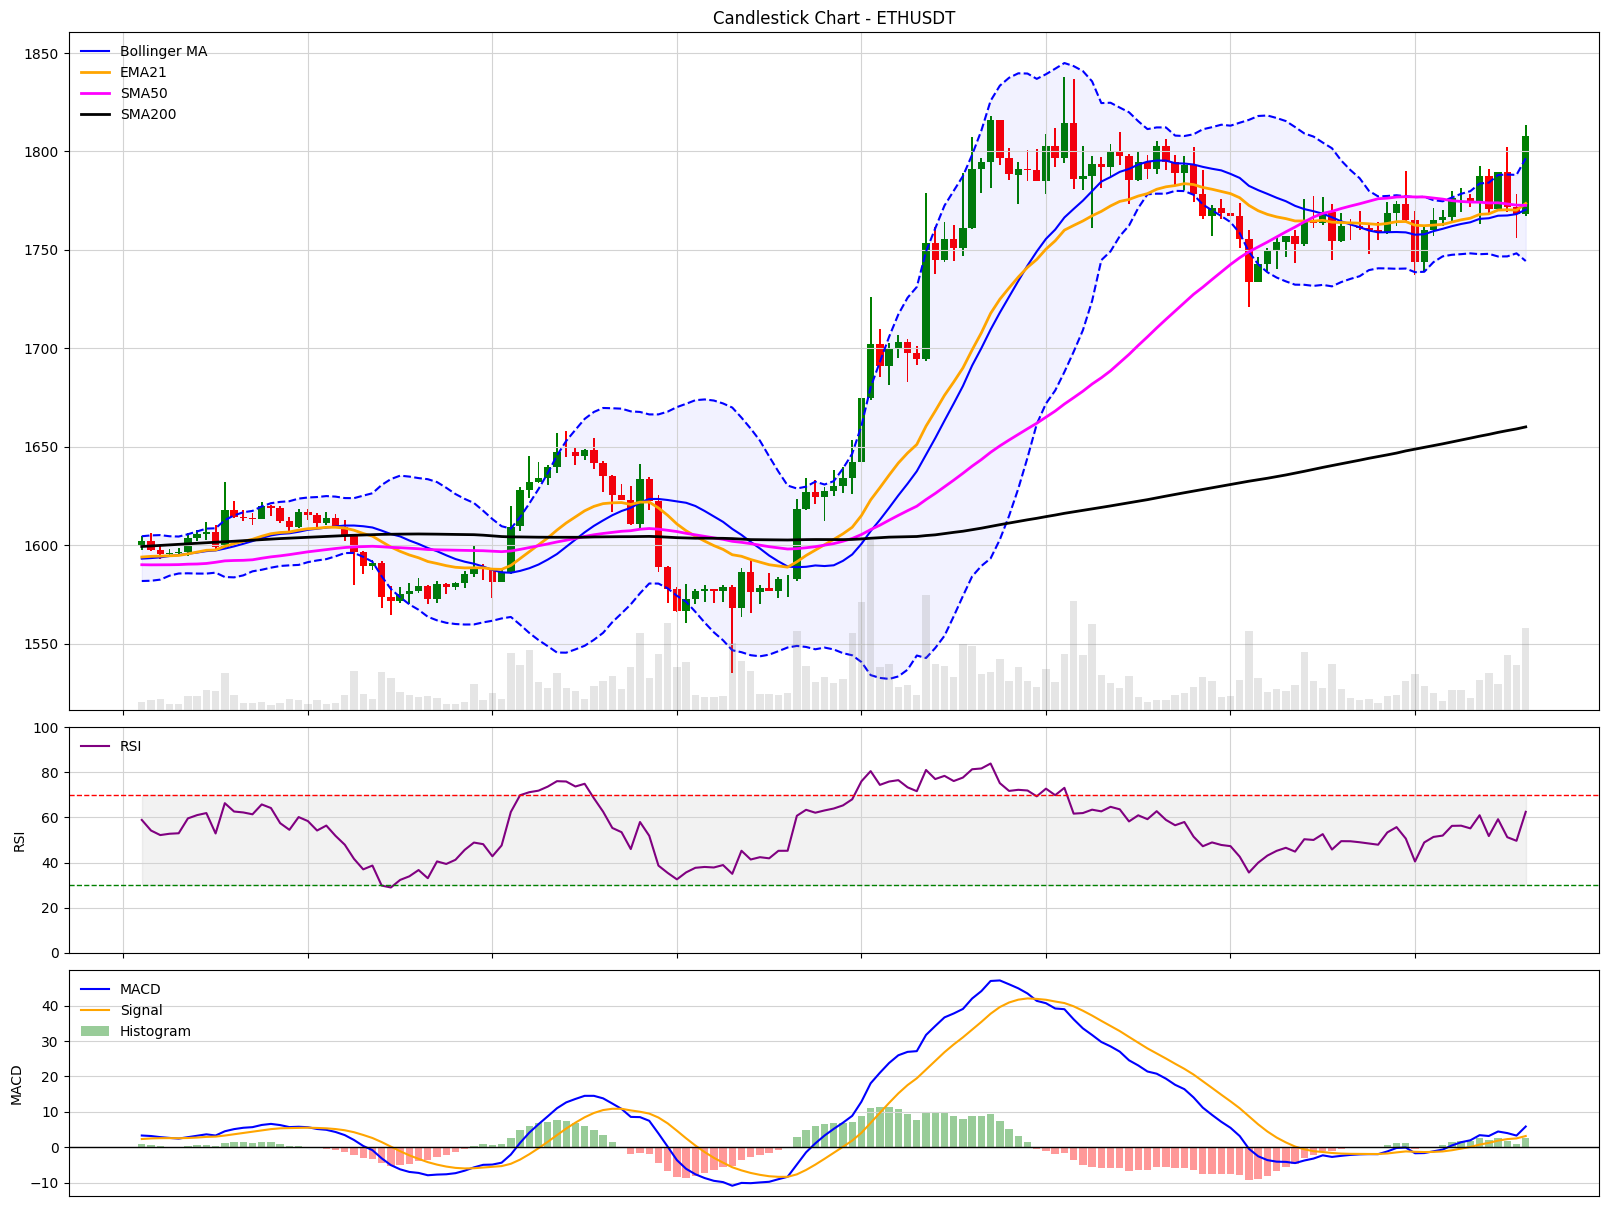 Candlestick Chart - ETHUSDT
Bollinger MA
EMA21
SMA50
SMA200
1850
1800
1750
1700
1650
1600
1550
RSI
RSI
100
80
60
40
20
0
MACD
MACD
Signal
Histogram
40
30
20
10
0
−10